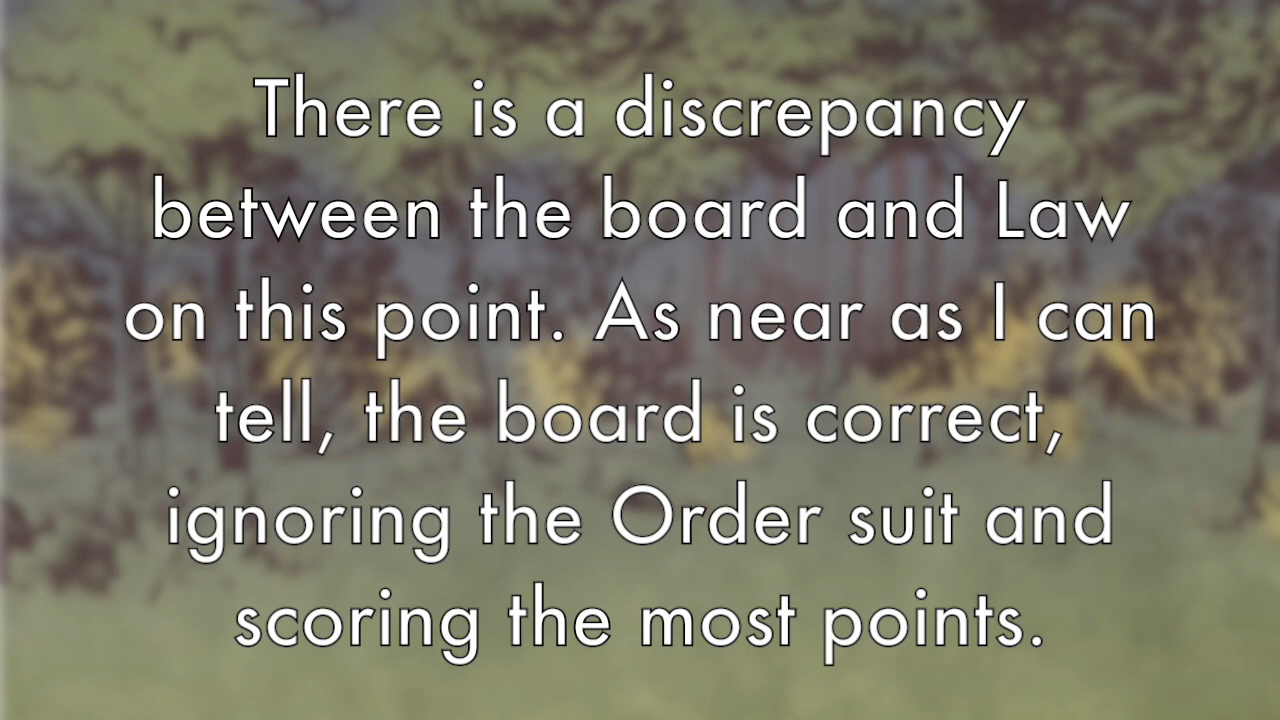 There is a discrepancy
between the board and Law
on this point. As near as I can
tell, the board is correct,
ignoring the Order suit and
scoring the most points.